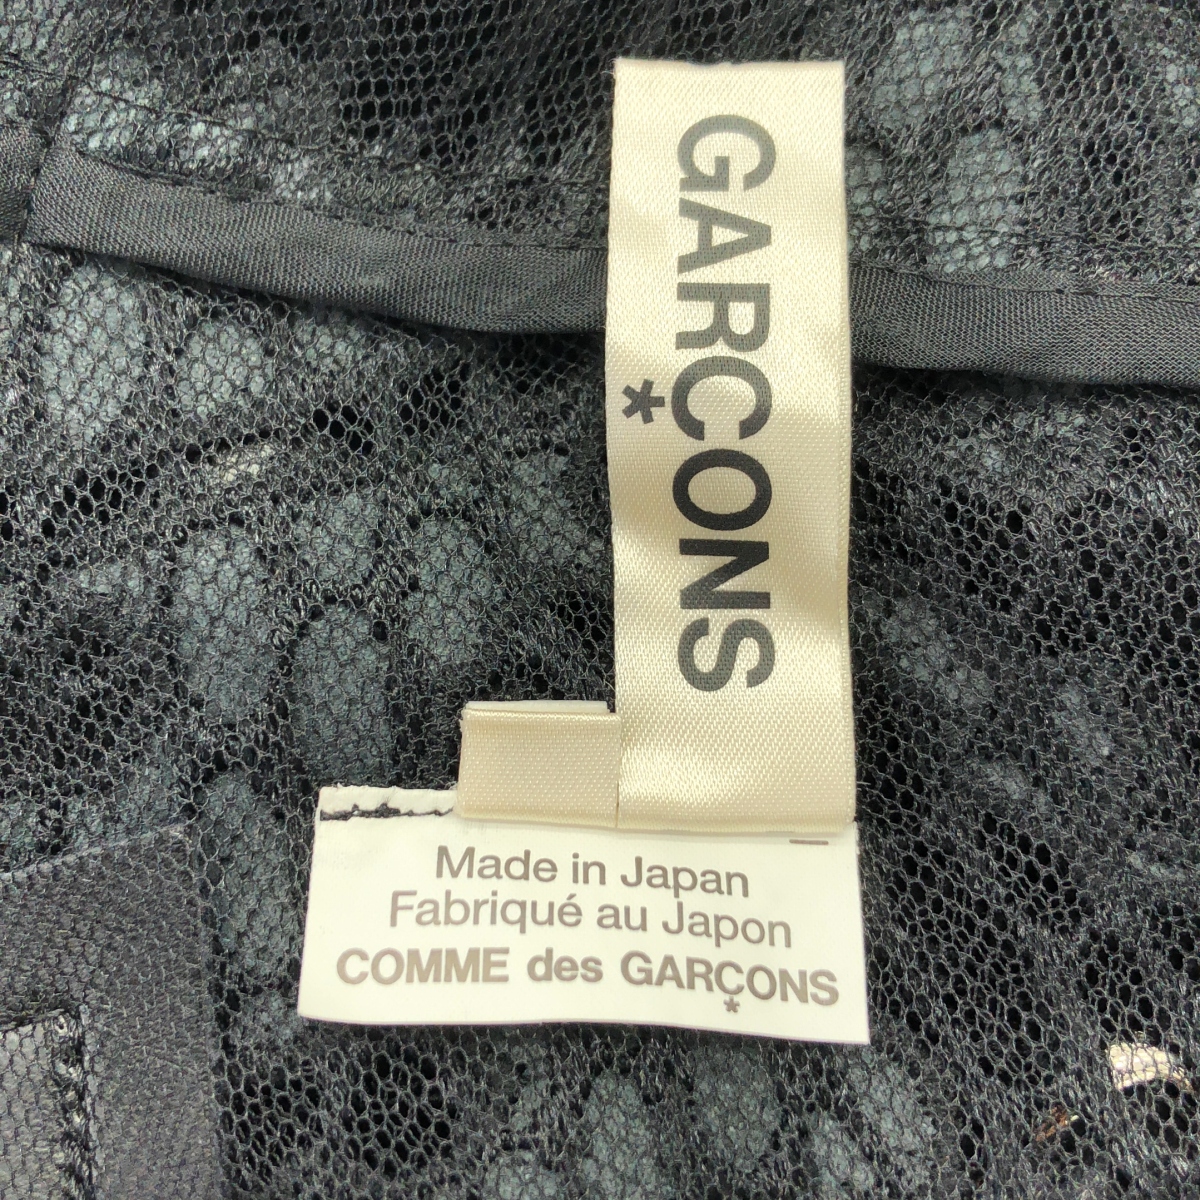 GARÇONS
Made in Japan
Fabriqué au Japon
COMME des GARÇONS